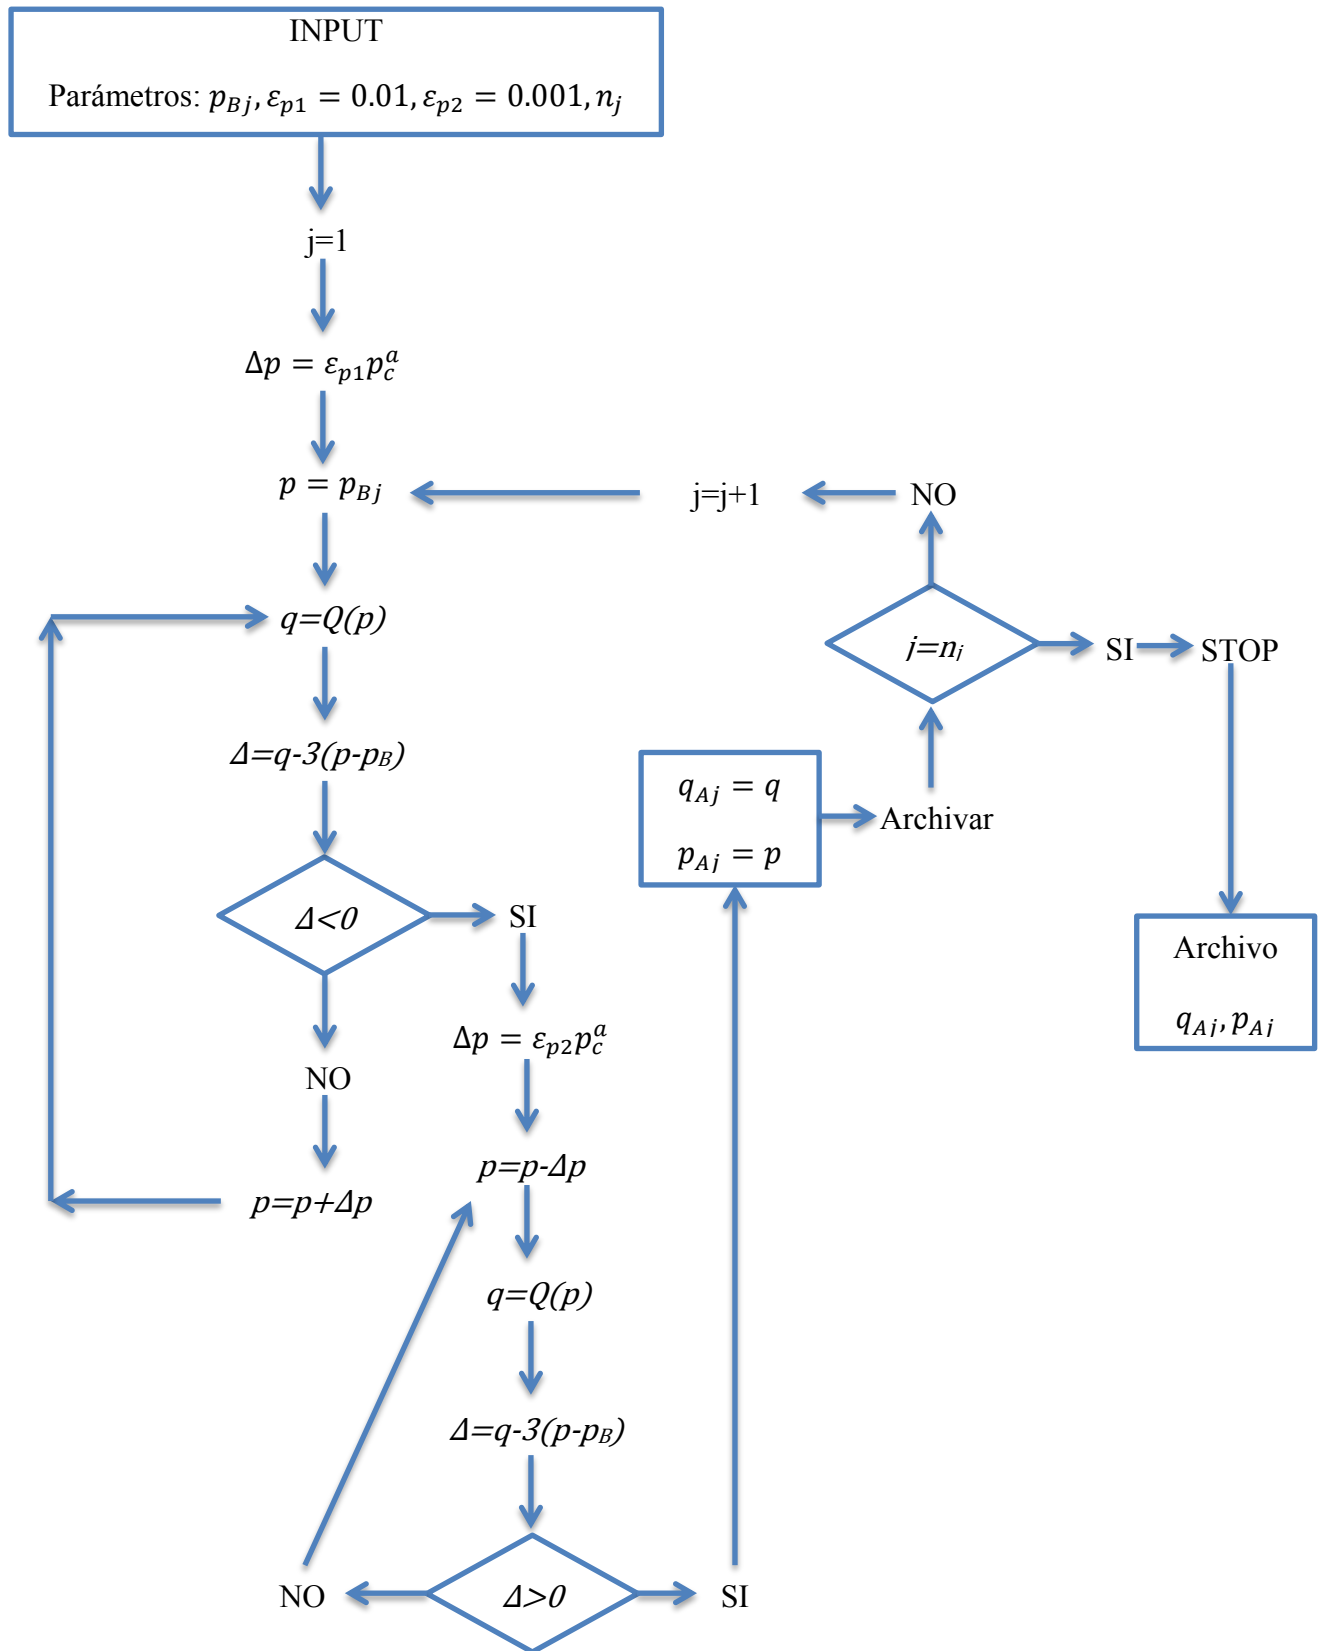 INPUT
Parámetros: p_{Bj}, ε_{p1} = 0.01, ε_{p2} = 0.001, n_j
j=1
Δp = ε_{p1}p_c^a
p = p_{Bj}
j=j+1
NO
q=Q(p)
j=n_j
SI
STOP
Δ=q-3(p-p_B)
q_{Aj} = q
p_{Aj} = p
Archivar
Δ<0
SI
Archivo
q_{Aj}, p_{Aj}
Δp = ε_{p2}p_c^a
NO
p=p-Δp
p=p+Δp
q=Q(p)
Δ=q-3(p-p_B)
NO
Δ>0
SI